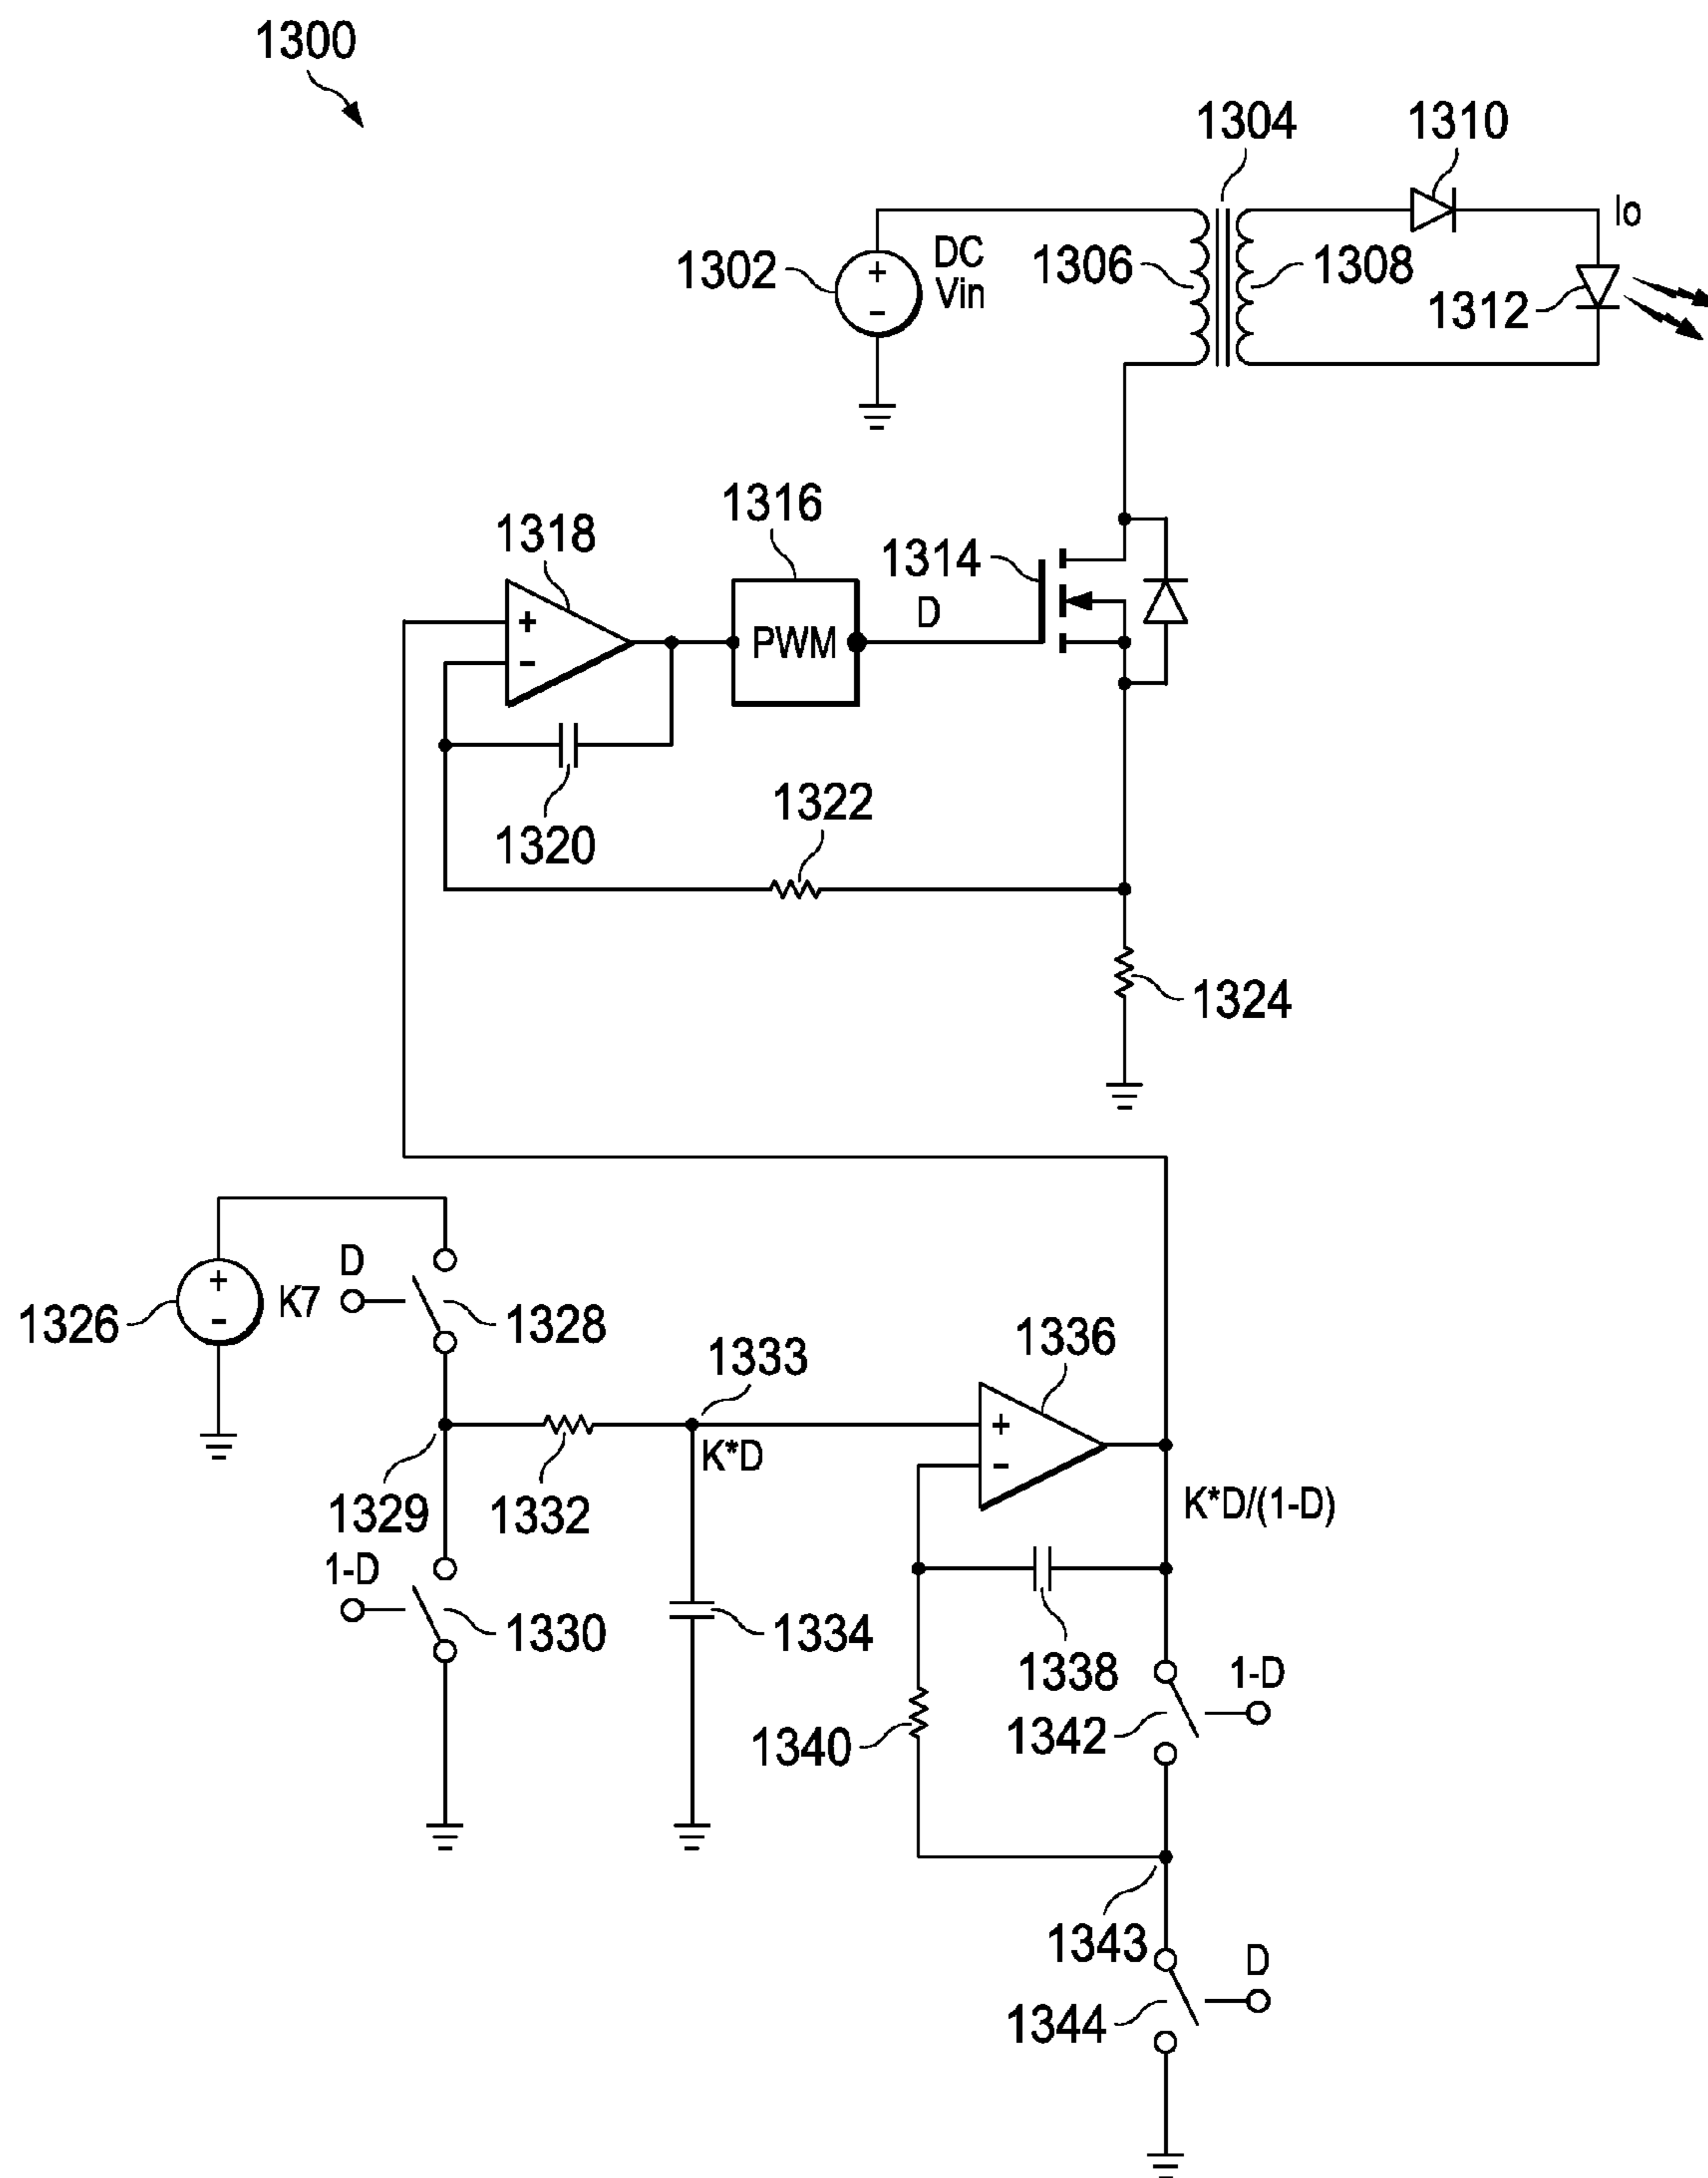 1300
1304
1310
Io
1302
DC
Vin
1306
1308
1312
+
-
1316
1318
1314
D
PWM
+
-
1320
1322
1324
1326
+
-
K7
D
1328
1333
1336
K*D
+
-
1329
1332
K*D/(1-D)
1-D
1330
1334
1338
1-D
1342
1340
1343
D
1344